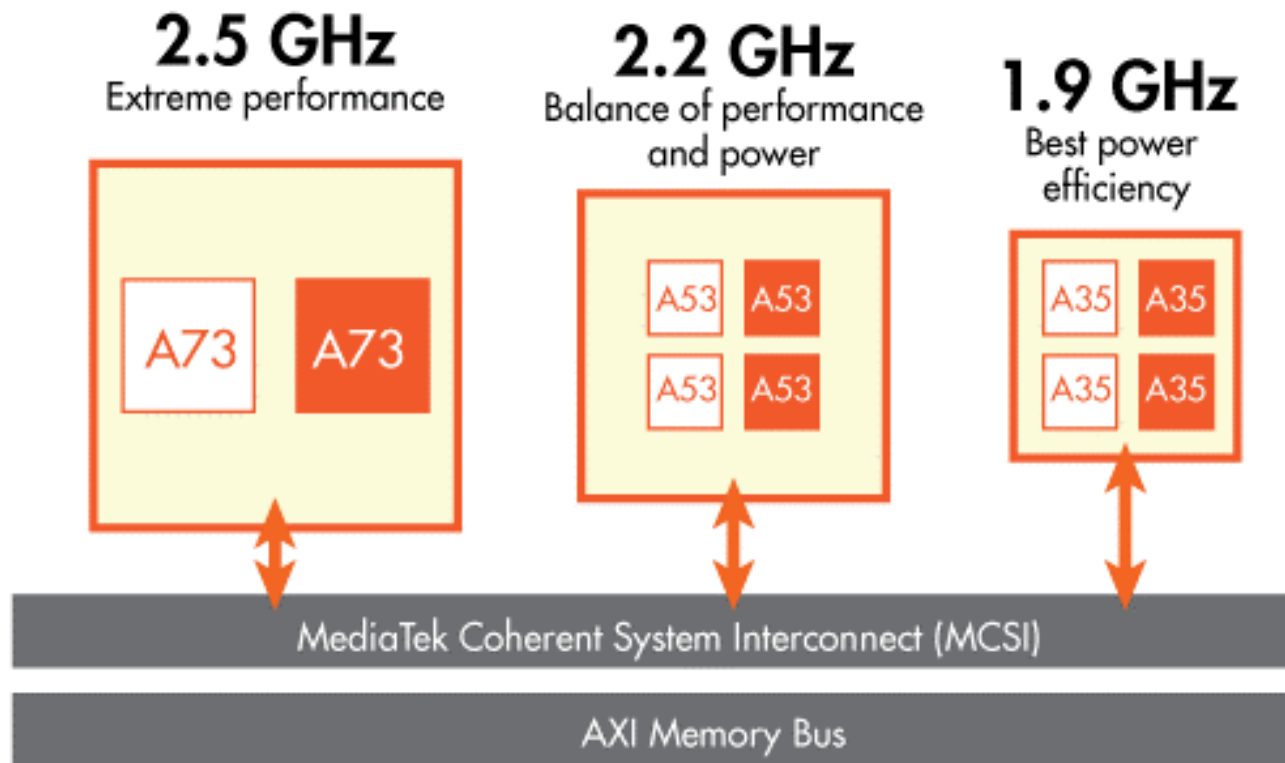 2.5 GHz
Extreme performance
2.2 GHz
Balance of performance
and power
1.9 GHz
Best power
efficiency
A73 A73
A53 A53
A53 A53
A35 A35
A35 A35
MediaTek Coherent System Interconnect (MCSI)
AXI Memory Bus